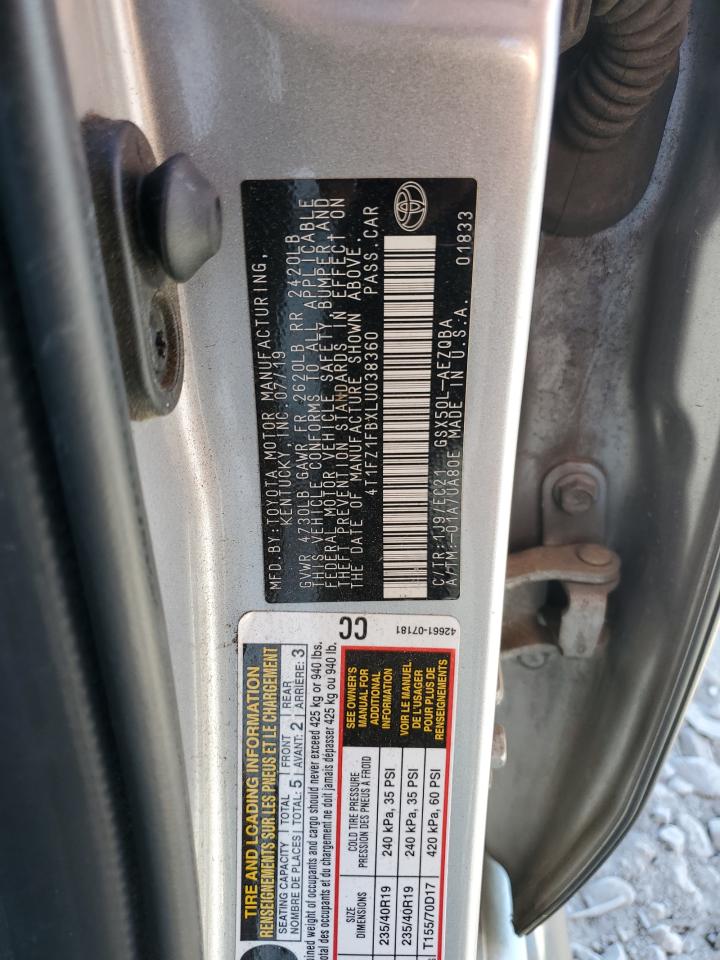 MFD. BY: TOYOTA MOTOR MANUFACTURING,
KENTUCKY, INC. 07/19
GVWR 4730LB GAWR FR 2620LB RR 2420LB
THIS VEHICLE CONFORMS TO ALL APPLICABLE
FEDERAL MOTOR VEHICLE SAFETY, BUMPER, AND
THEFT PREVENTION STANDARDS IN EFFECT ON
THE DATE OF MANUFACTURE SHOWN ABOVE.
4T1FZ1FBXLU038360 PASS. CAR
C/TR: 1J9/EC21 GSX50L-AEZQBA
A/TM: -01A/UA80E MADE IN U.S.A. 01833
TIRE AND LOADING INFORMATION
RENSEIGNEMENTS SUR LES PNEUS ET LE CHARGEMENT
SEATING CAPACITY TOTAL FRONT REAR
NOMBRE DE PLACES TOTAL: 5 AVANT: 2 ARRIÈRE: 3
weight of occupants and cargo should never exceed 425 kg or 940 lbs.
total des occupants et du chargement ne doit jamais dépasser 425 kg ou 940 lb.
CC
SIZE
DIMENSIONS
COLD TIRE PRESSURE
PRESSION DES PNEUS À FROID
235/40R19 240 kPa, 35 PSI
235/40R19 240 kPa, 35 PSI
T155/70D17 420 kPa, 60 PSI
SEE OWNER'S
MANUAL FOR
ADDITIONAL
INFORMATION
VOIR LE MANUEL
DE L'USAGER
POUR PLUS DE
RENSEIGNEMENTS
42661-07181